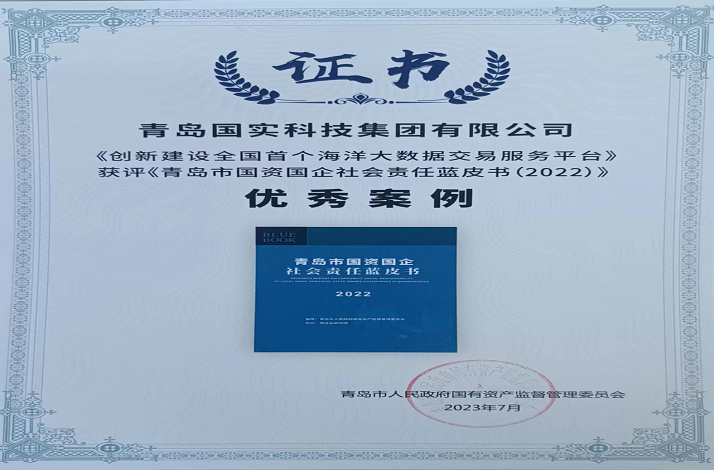 证书
青岛国实科技集团有限公司
《创新建设全国首个海洋大数据交易服务平台》
获评《青岛市国资国企社会责任蓝皮书(2022)》
优秀案例
BLUE
BOOK
青岛市国资国企
社会责任蓝皮书
2022
青岛市人民政府国有资产监督管理委员会
2023年7月